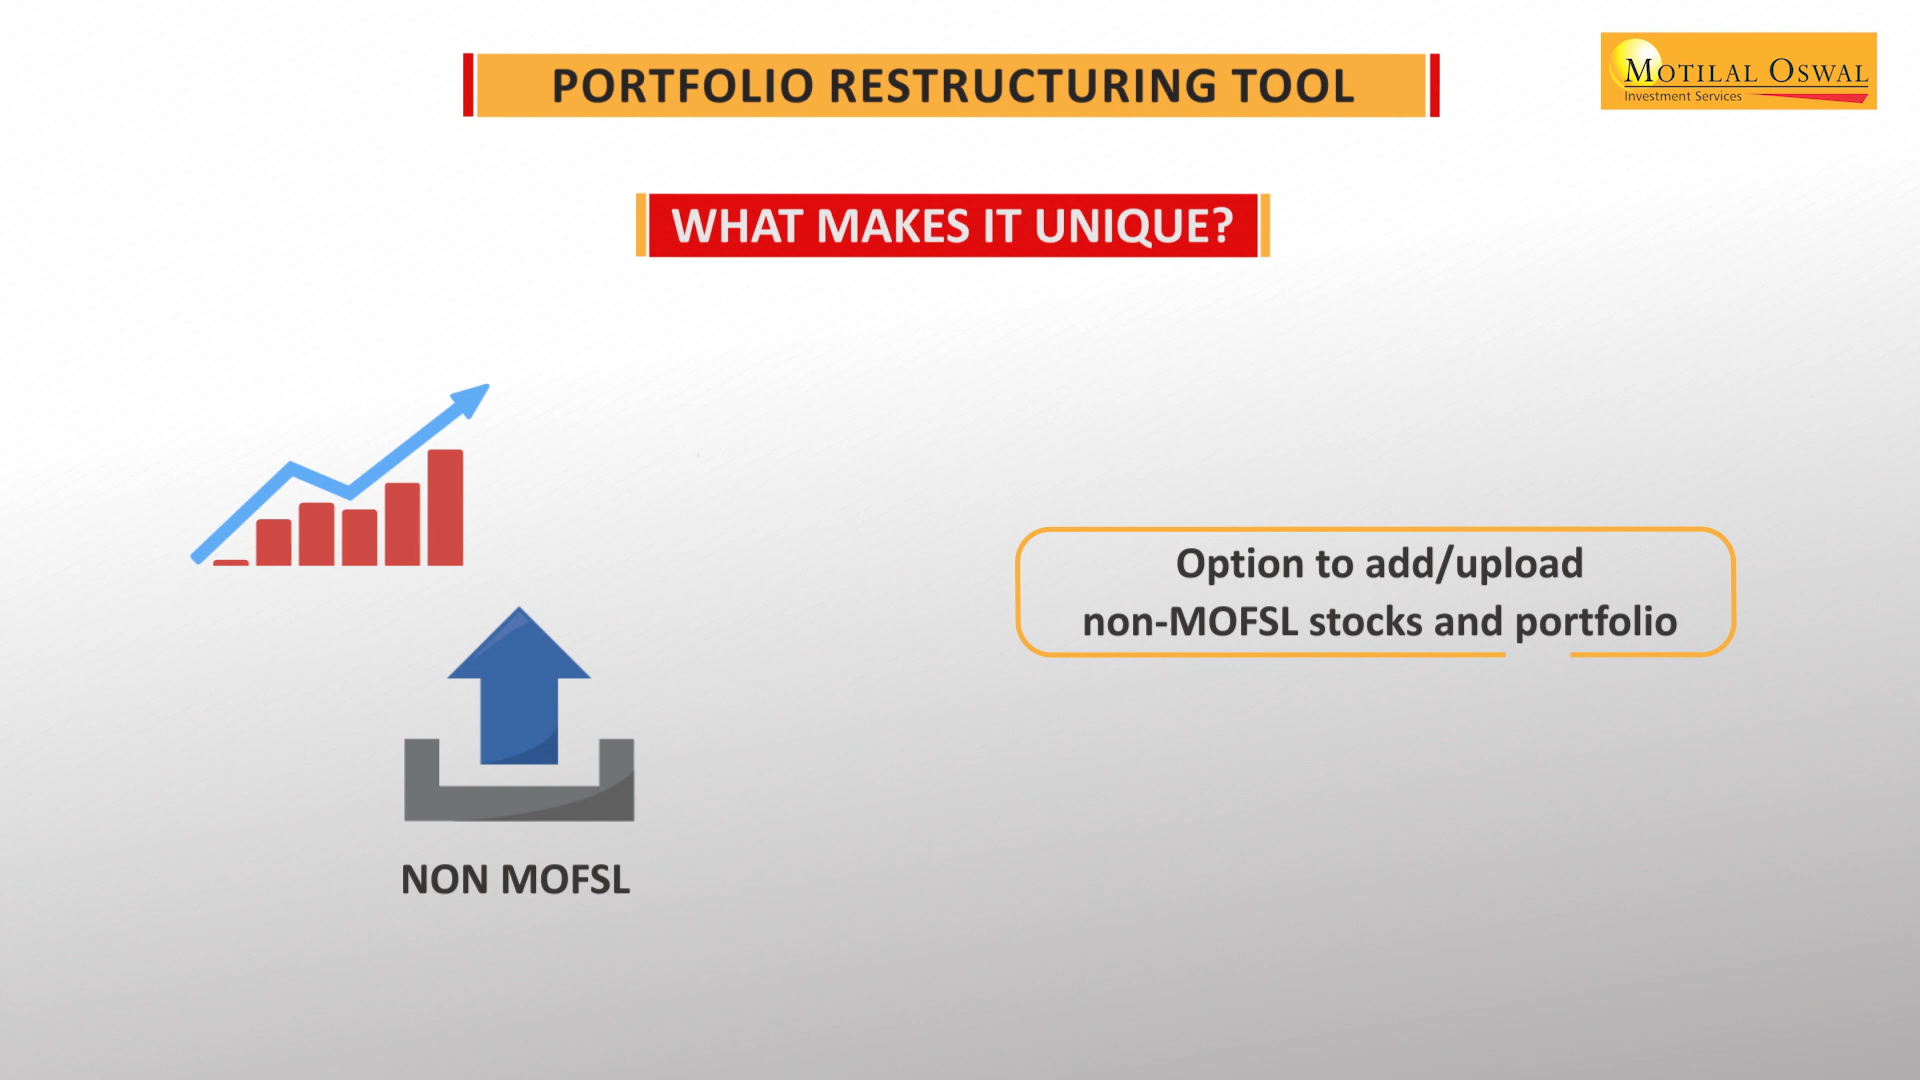 PORTFOLIO RESTRUCTURING TOOL
MOTILAL OSWAL
Investment Services
WHAT MAKES IT UNIQUE?
Option to add/upload
non-MOFSL stocks and portfolio
NON MOFSL